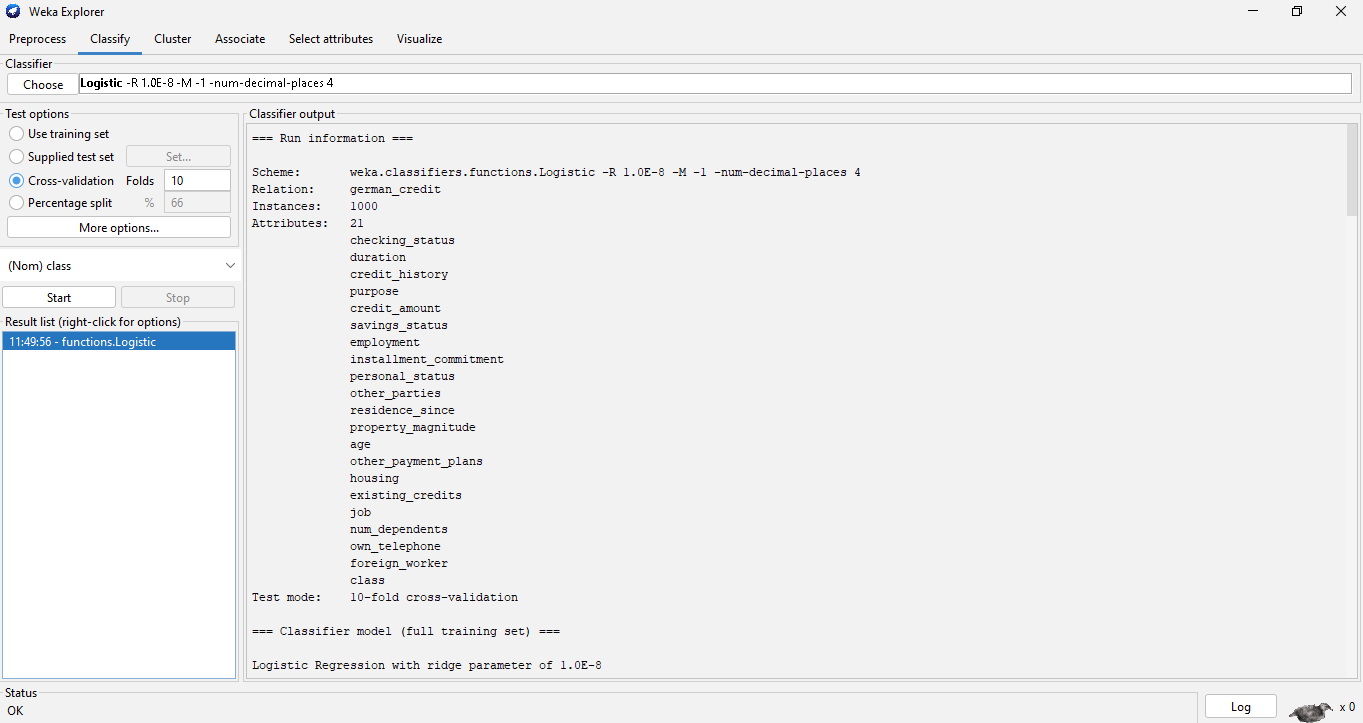 Weka Explorer
Preprocess Classify Cluster Associate Select attributes Visualize
Classifier
Choose Logistic -R 1.0E-8 -M -1 -num-decimal-places 4
Test options
Use training set
Supplied test set Set...
Cross-validation Folds 10
Percentage split % 66
More options...
(Nom) class
Start Stop
Result list (right-click for options)
11:49:56 - functions.Logistic
Classifier output
=== Run information ===
Scheme: weka.classifiers.functions.Logistic -R 1.0E-8 -M -1 -num-decimal-places 4
Relation: german_credit
Instances: 1000
Attributes: 21
checking_status
duration
credit_history
purpose
credit_amount
savings_status
employment
installment_commitment
personal_status
other_parties
residence_since
property_magnitude
age
other_payment_plans
housing
existing_credits
job
num_dependents
own_telephone
foreign_worker
class
Test mode: 10-fold cross-validation
=== Classifier model (full training set) ===
Logistic Regression with ridge parameter of 1.0E-8
Status
OK
Log x 0